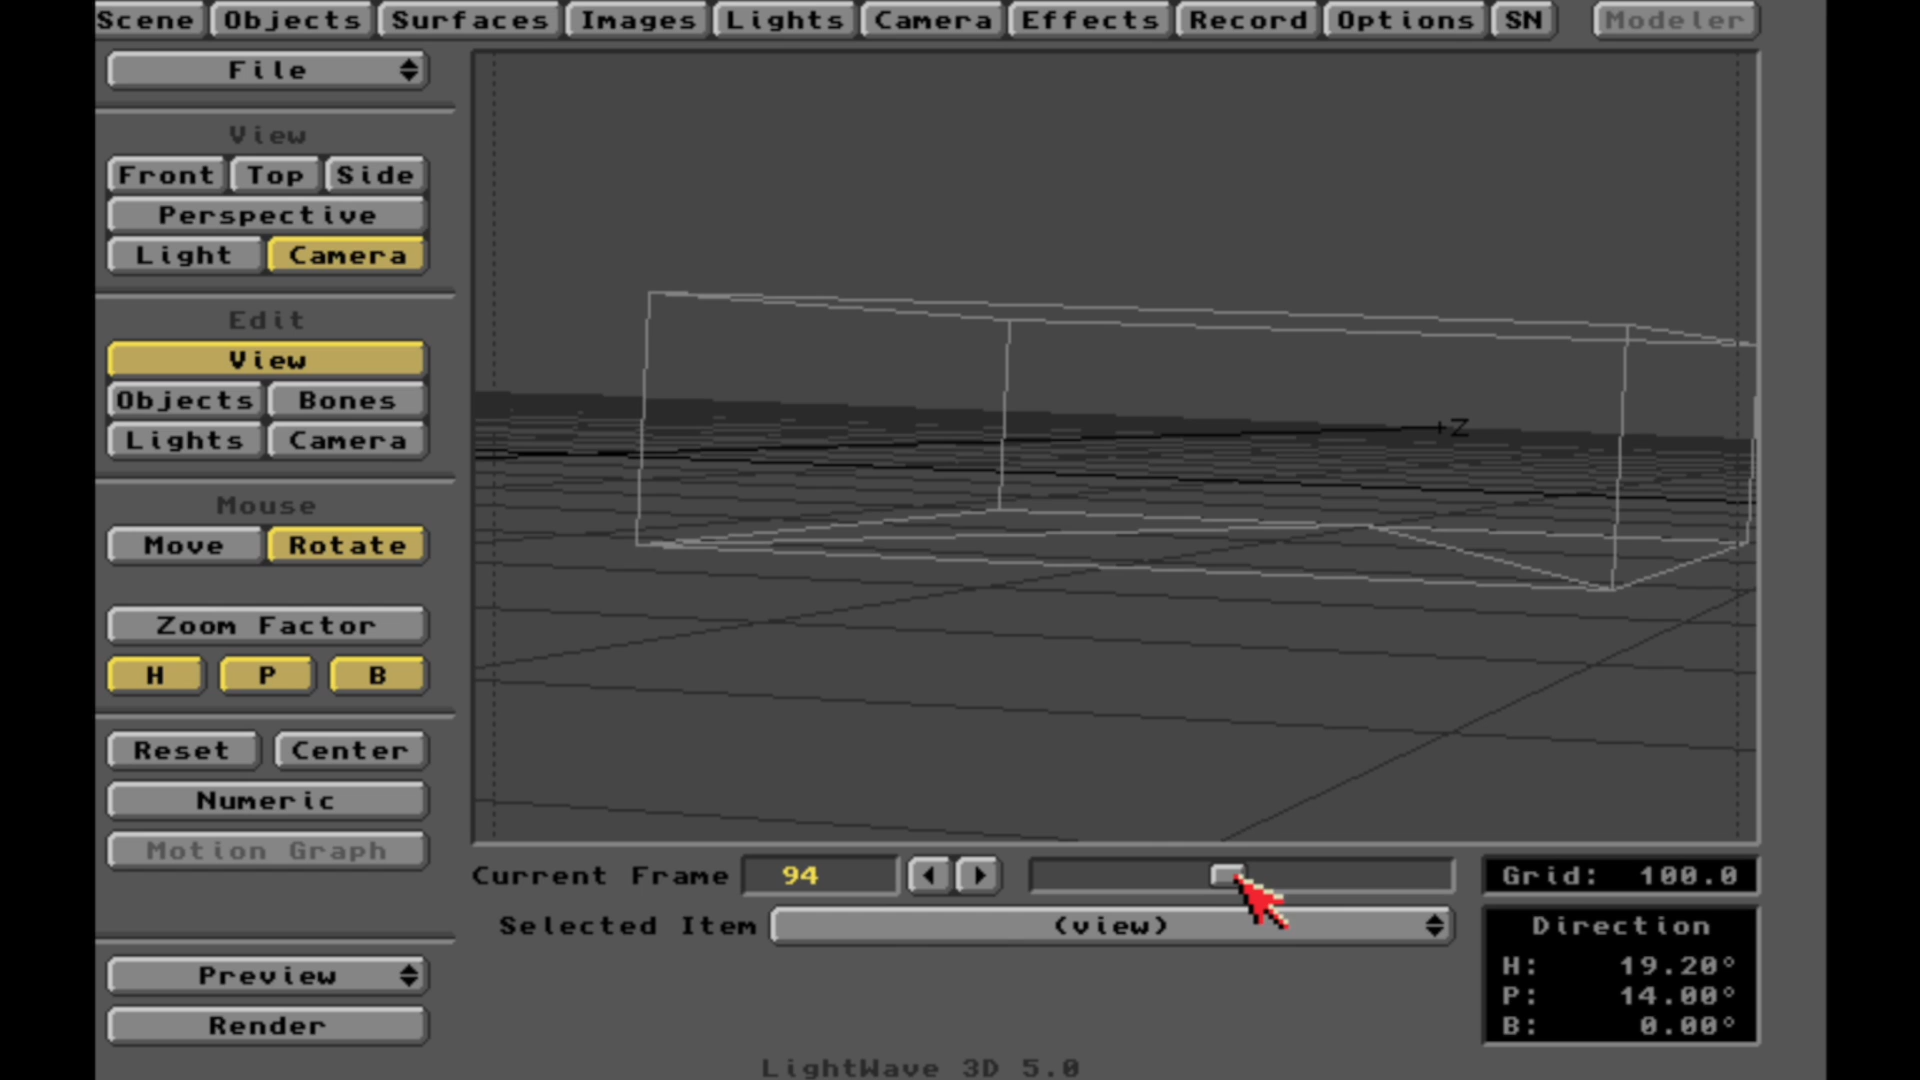 Scene Objects Surfaces Images Lights Camera Effects Record Options SN Modeler
File
View
Front Top Side
Perspective
Light Camera
Edit
View
Objects Bones
Lights Camera
Mouse
Move Rotate
Zoom Factor
H P B
Reset Center
Numeric
Motion Graph
Preview
Render
Z
Current Frame 94
Selected Item (view)
Grid: 100.0
Direction
H: 19.20°
P: 14.00°
B: 0.00°
LightWave 3D 5.0